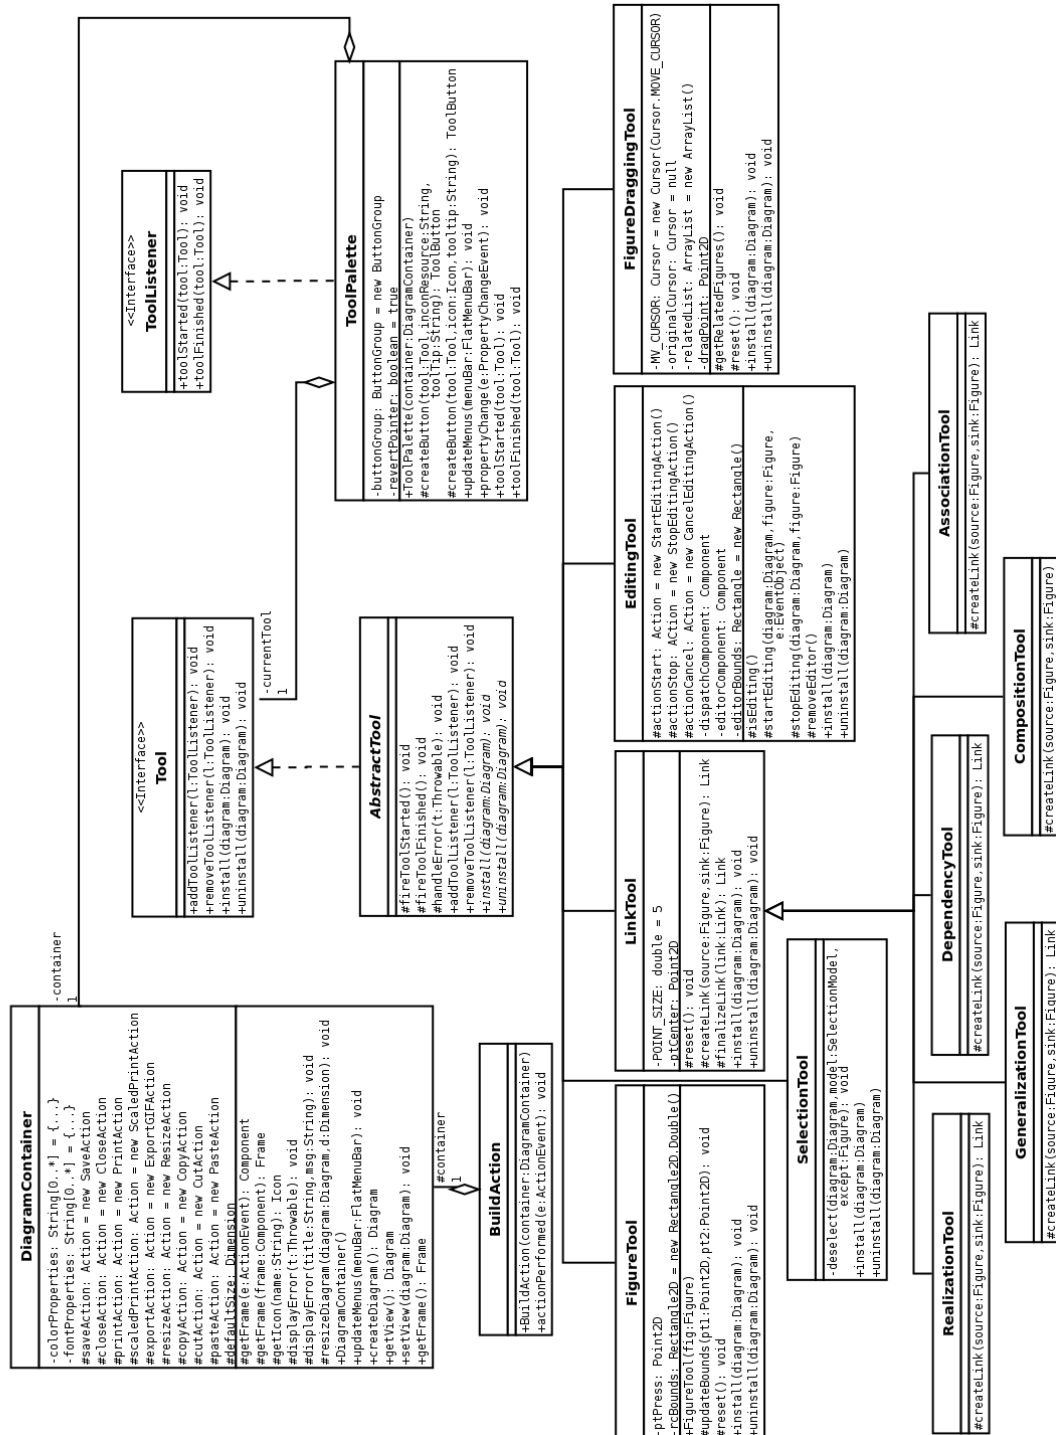 DiagramContainer
-colorProperties: String[0..*] = {...}
-fontProperties: String[0..*] = {...}
#saveAction: Action = new SaveAction
#closeAction: Action = new CloseAction
#printAction: Action = new PrintAction
#scaledPrintAction: Action = new ScaledPrintAction
#exportAction: Action = new ExportGIFAction
#resizeAction: Action = new ResizeAction
#copyAction: Action = new CopyAction
#cutAction: Action = new CutAction
#pasteAction: Action = new PasteAction
#defaultSize: Dimension
#getFrame(e:ActionEvent): Component
#getFrame(frame:Component): Frame
#getIcon(name:String): Icon
#displayError(t:Throwable): void
#displayError(title:String,msg:String): void
#resizeDiagram(diagram:Diagram,d:Dimension): void
+DiagramContainer()
+updateMenus(menuBar:FlatMenuBar): void
+createDiagram(): Diagram
+getView(): Diagram
+setView(diagram:Diagram): void
+getFrame(): Frame
-container
1
#container
1
BuildAction
+BuildAction(container:DiagramContainer)
+actionPerformed(e:ActionEvent): void
<<Interface>>
Tool
+addToolListener(l:ToolListener): void
+removeToolListener(l:ToolListener): void
+install(diagram:Diagram): void
+uninstall(diagram:Diagram): void
-currentTool
1
<<Interface>>
ToolListener
+toolStarted(tool:Tool): void
+toolFinished(tool:Tool): void
AbstractTool
#fireToolStarted(): void
#fireToolFinished(): void
#handleError(t:Throwable): void
+addToolListener(l:ToolListener): void
+removeToolListener(l:ToolListener): void
+install(diagram:Diagram): void
+uninstall(diagram:Diagram): void
ToolPalette
-buttonGroup: ButtonGroup = new ButtonGroup
-revertPointer: boolean = true
+ToolPalette(container:DiagramContainer)
#createButton(tool:Tool,inconResource:String,
toolTip:String): ToolButton
#createButton(tool:Tool,icon:Icon,tooltip:String): ToolButton
+updateMenus(menuBar:FlatMenuBar): void
+propertyChange(e:PropertyChangeEvent): void
+toolStarted(tool:Tool): void
+toolFinished(tool:Tool): void
FigureTool
-ptPress: Point2D
-rcBounds: Rectangle2D = new Rectangle2D.Double()
+FigureTool(fig:Figure)
#updateBounds(pt1:Point2D,pt2:Point2D): void
#reset(): void
+install(diagram:Diagram): void
+uninstall(diagram:Diagram): void
LinkTool
-POINT_SIZE: double = 5
-ptCenter: Point2D
#reset(): void
#createLink(source:Figure,sink:Figure): Link
#finalizeLink(link:Link): Link
+install(diagram:Diagram): void
+uninstall(diagram:Diagram): void
EditingTool
#actionStart: Action = new StartEditingAction()
#actionStop: Action = new StopEditingAction()
#actionCancel: Action = new CancelEditingAction()
-dispatchComponent: Component
-editorComponent: Component
-editorBounds: Rectangle = new Rectangle()
#isEditing()
#startEditing(diagram:Diagram,figure:Figure,
e:EventObject)
#stopEditing(diagram:Diagram,figure:Figure)
#removeEditor()
+install(diagram:Diagram)
+uninstall(diagram:Diagram)
FigureDraggingTool
-MV_CURSOR: Cursor = new Cursor(Cursor.MOVE_CURSOR)
-originalCursor: Cursor = null
-relatedList: ArrayList = new ArrayList()
-dragPoint: Point2D
#getRelatedFigures(): void
#reset(): void
+install(diagram:Diagram): void
+uninstall(diagram:Diagram): void
SelectionTool
-deselect(diagram:Diagram,model:SelectionModel,
except:Figure): void
+install(diagram:Diagram)
+uninstall(diagram:Diagram)
RealizationTool
#createLink(source:Figure,sink:Figure): Link
DependencyTool
#createLink(source:Figure,sink:Figure): Link
AssociationTool
#createLink(source:Figure,sink:Figure): Link
GeneralizationTool
#createLink(source:Figure,sink:Figure): Link
CompositionTool
#createLink(source:Figure,sink:Figure)